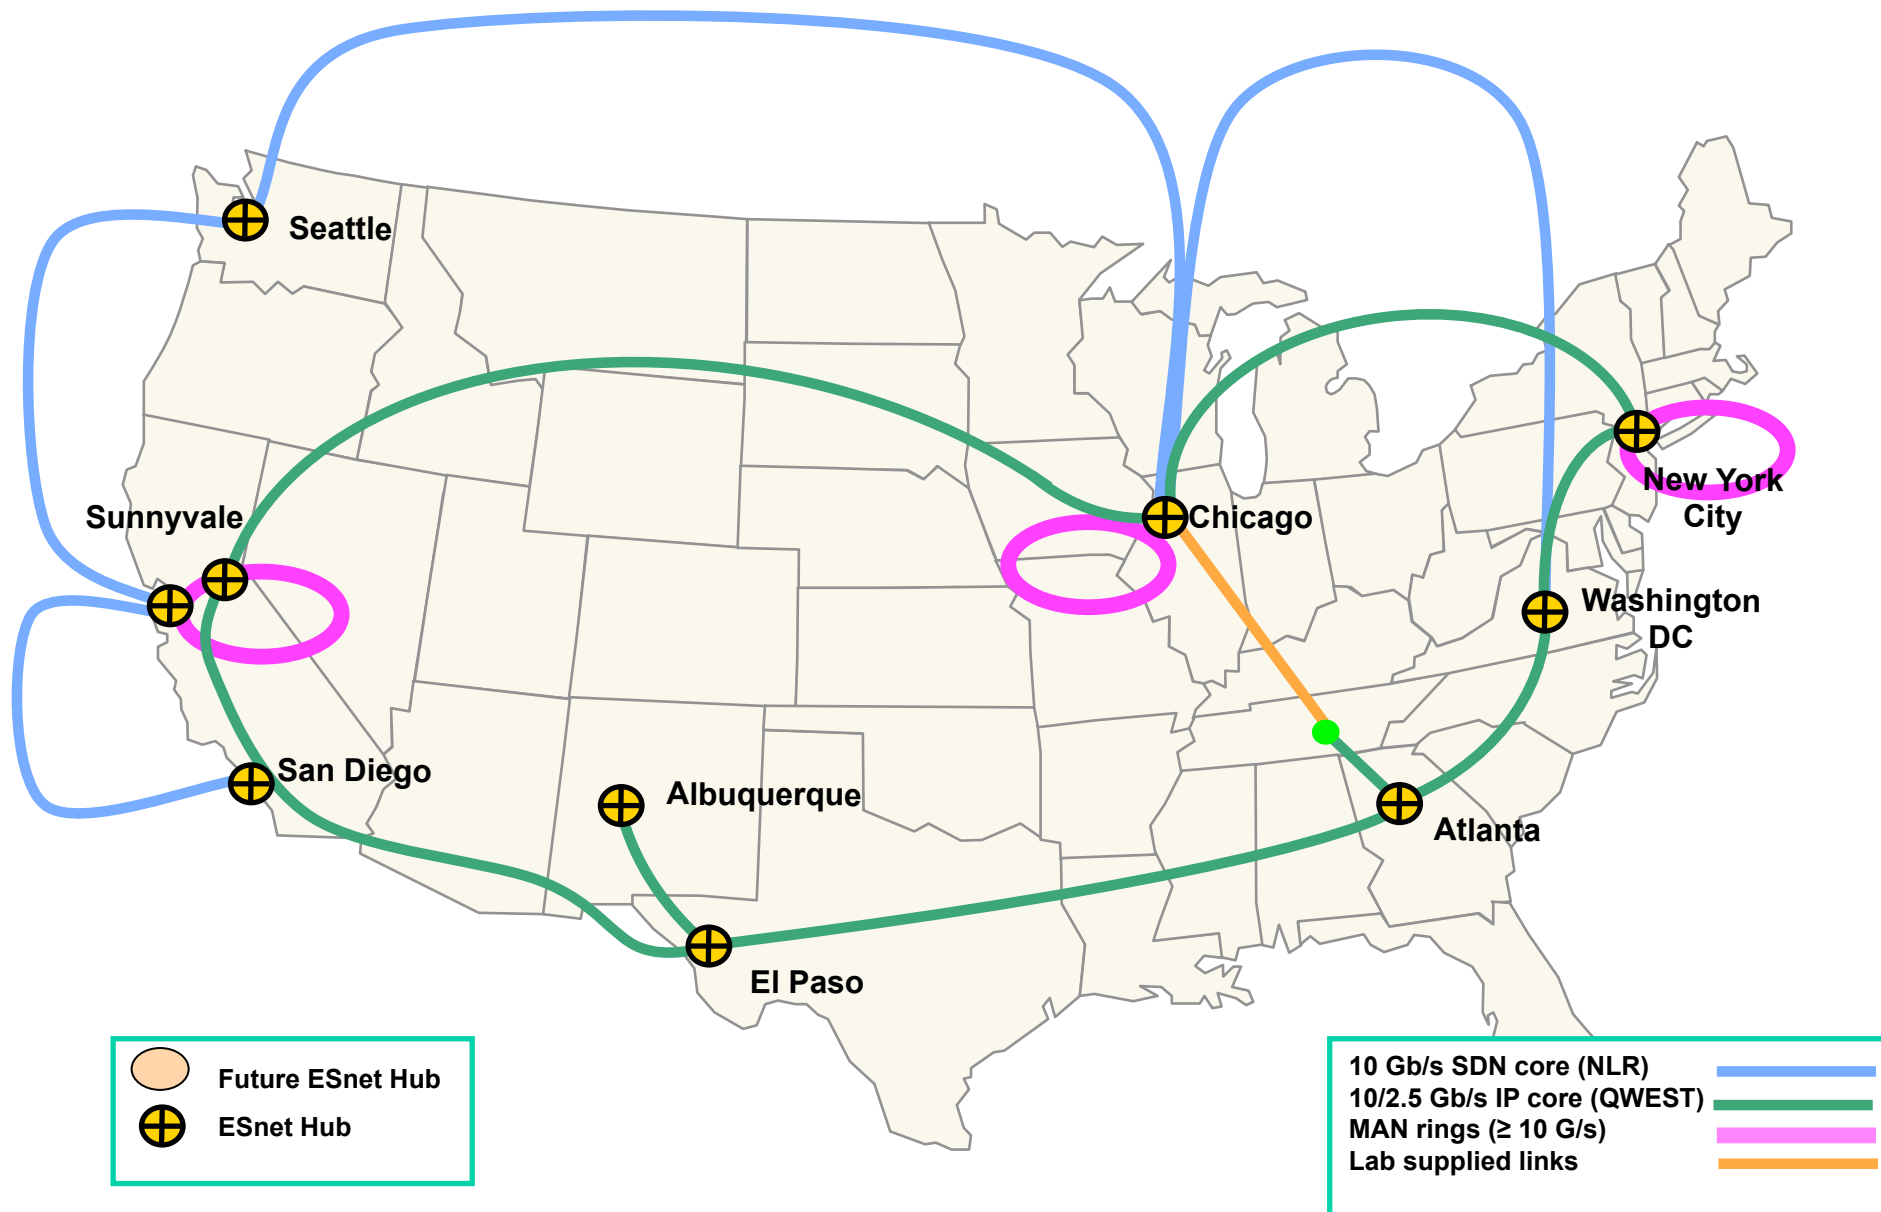 Seattle
Sunnyvale
Chicago
New York
City
Washington
DC
San Diego
Albuquerque
Atlanta
El Paso
Future ESnet Hub
ESnet Hub
10 Gb/s SDN core (NLR)
10/2.5 Gb/s IP core (QWEST)
MAN rings (≥ 10 G/s)
Lab supplied links